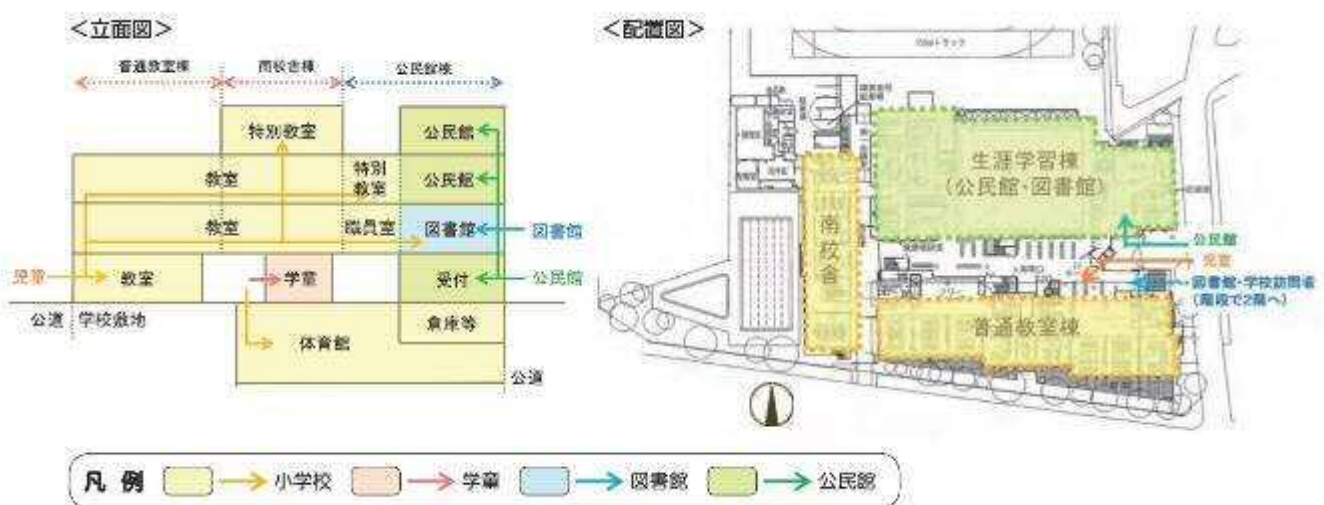 ＜立面図＞
普通教室棟
南校舎棟
公民館棟
特別教室
公民館
教室
特別
教室
公民館
教室
職員室
図書館
図書館
児童
教室
学童
受付
公民館
公道
学校敷地
体育館
倉庫等
公道
＜配置図＞
生涯学習棟
(公民館・図書館)
南校舎
公民館
児童
図書館・学校訪問者
(階段で2階へ)
普通教室棟
凡例
小学校
学童
図書館
公民館